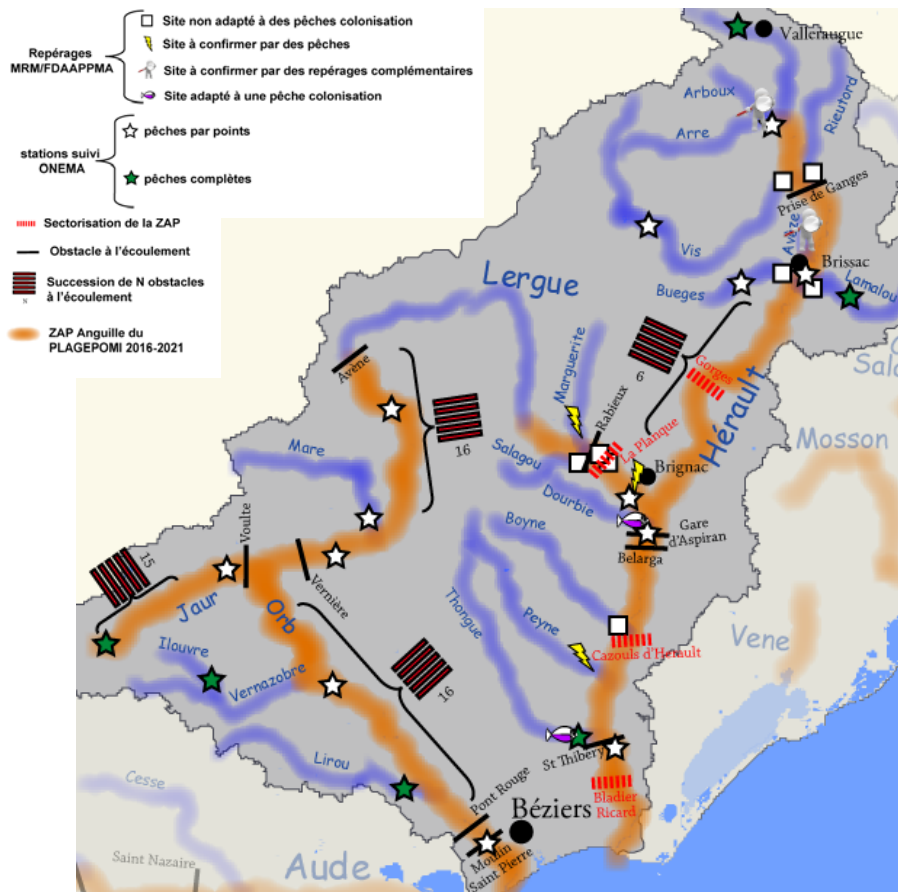 Site non adapté à des pêches colonisation
Repérages
MRM/FDAAPPMA
Site à confirmer par des pêches
Site à confirmer par des repérages complémentaires
Site adapté à une pêche colonisation
stations suivi
ONEMA
pêches par points
pêches complètes
Sectorisation de la ZAP
Obstacle à l'écoulement
Succession de N obstacles
à l'écoulement
N
ZAP Anguille du
PLAGEPOMI 2016-2021
Valleraugue
Arboux
Arre
Rieutord
Prise de Ganges
Avèze
Vis
Brissac
Bueges
Lamalou
Lergue
Marguerite
6
Gorges
Hérault
Sala
Mosson
Avène
16
Rabieux
La Planque
Salagou
Brignac
Dourbie
Mare
Gare
d'Aspiran
Belarga
Boyne
Voulte
Vernière
15
Jaur
Orb
Thongue
Peyne
Cazouls d'Herault
Vene
Ilouvre
Vernazobre
16
Lirou
St Thibery
Bladier
Ricard
Pont Rouge
Béziers
Moulin
Saint Pierre
Cesse
Saint Nazaire
Aude